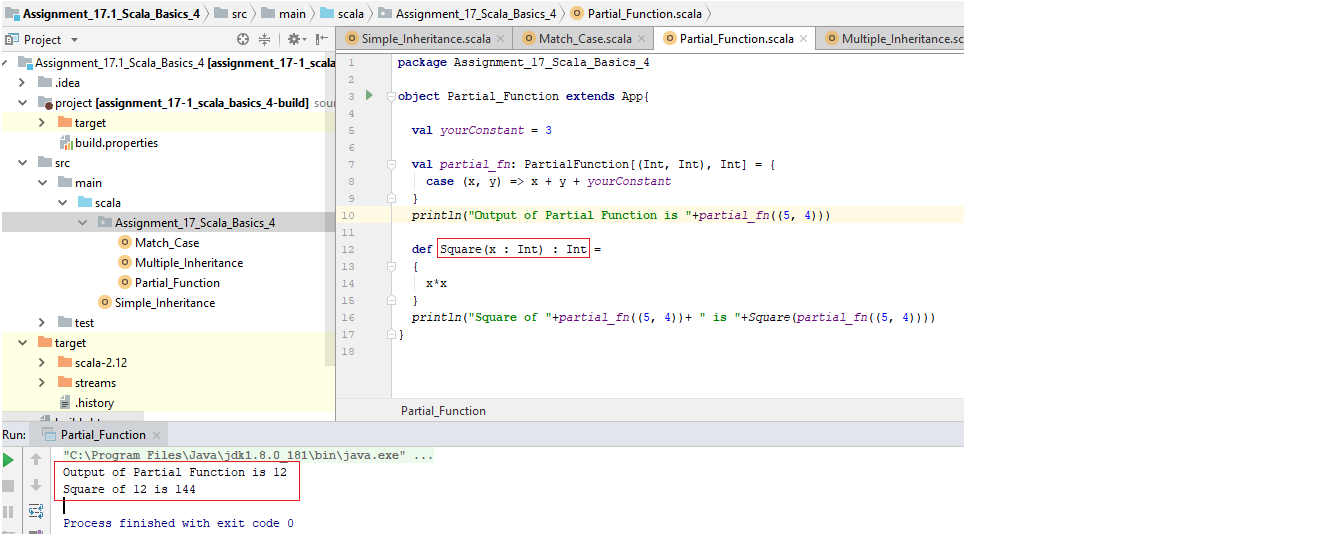 Assignment_17.1_Scala_Basics_4 src main scala Assignment_17_Scala_Basics_4 Partial_Function.scala
Project
Simple_Inheritance.scala Match_Case.scala Partial_Function.scala Multiple_Inheritance.sc
Assignment_17.1_Scala_Basics_4 [assignment_17-1_scala
.idea
project [assignment_17-1_scala_basics_4-build] sour
target
build.properties
src
main
scala
Assignment_17_Scala_Basics_4
Match_Case
Multiple_Inheritance
Partial_Function
Simple_Inheritance
test
target
scala-2.12
streams
.history
1 package Assignment_17_Scala_Basics_4
2
3 object Partial_Function extends App{
4
5 val yourConstant = 3
6
7 val partial_fn: PartialFunction[(Int, Int), Int] = {
8 case (x, y) => x + y + yourConstant
9 }
10 println("Output of Partial Function is "+partial_fn((5, 4)))
11
12 def Square(x : Int) : Int =
13 {
14 x*x
15 }
16 println("Square of "+partial_fn((5, 4))+ " is "+Square(partial_fn((5, 4))))
17 }
18
Partial_Function
Run: Partial_Function
"C:\Program Files\Java\jdk1.8.0_181\bin\java.exe" ...
Output of Partial Function is 12
Square of 12 is 144
Process finished with exit code 0